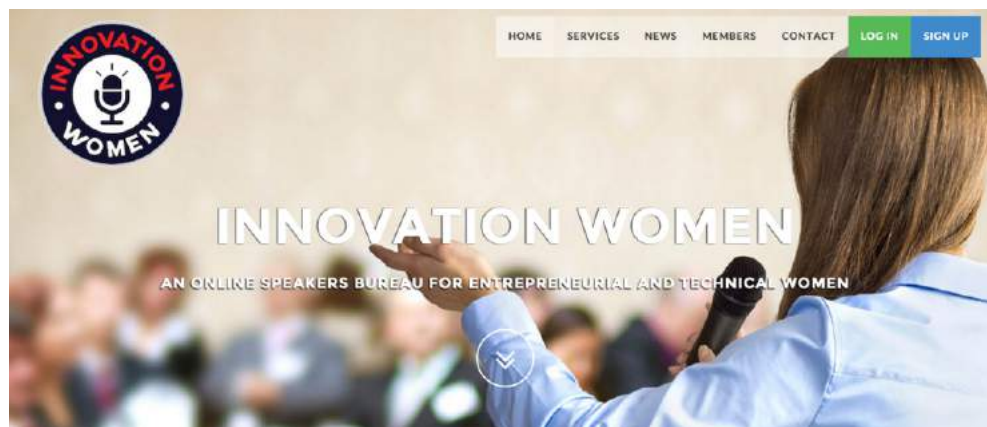 INNOVATION
WOMEN
HOME SERVICES NEWS MEMBERS CONTACT LOG IN SIGN UP
INNOVATION WOMEN
AN ONLINE SPEAKERS BUREAU FOR ENTREPRENEURIAL AND TECHNICAL WOMEN